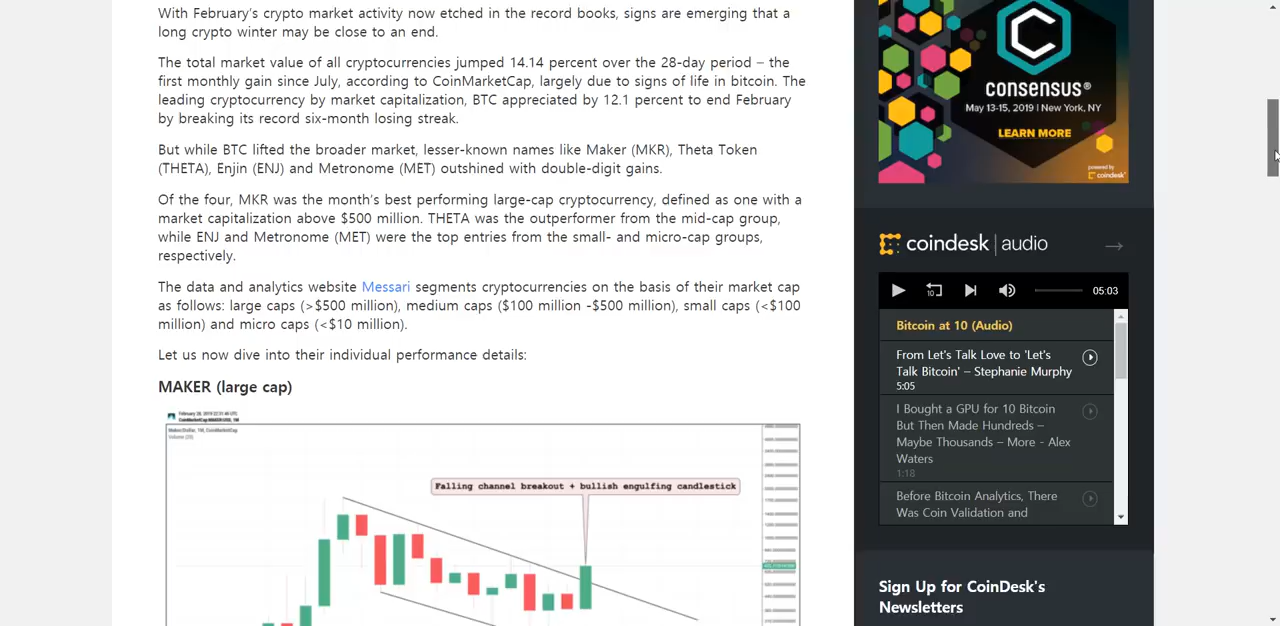 With February's crypto market activity now etched in the record books, signs are emerging that a
long crypto winter may be close to an end.
The total market value of all cryptocurrencies jumped 14.14 percent over the 28-day period – the
first monthly gain since July, according to CoinMarketCap, largely due to signs of life in bitcoin. The
leading cryptocurrency by market capitalization, BTC appreciated by 12.1 percent to end February
by breaking its record six-month losing streak.
But while BTC lifted the broader market, lesser-known names like Maker (MKR), Theta Token
(THETA), Enjin (ENJ) and Metronome (MET) outshined with double-digit gains.
Of the four, MKR was the month's best performing large-cap cryptocurrency, defined as one with a
market capitalization above $500 million. THETA was the outperformer from the mid-cap group,
while ENJ and Metronome (MET) were the top entries from the small- and micro-cap groups,
respectively.
The data and analytics website Messari segments cryptocurrencies on the basis of their market cap
as follows: large caps (>$500 million), medium caps ($100 million -$500 million), small caps (<$100
million) and micro caps (<$10 million).
Let us now dive into their individual performance details:
MAKER (large cap)
Falling channel breakout + bullish engulfing candlestick
CONSENSUS®
May 13-15, 2019 | New York, NY
LEARN MORE
powered by
coindesk
coindesk | audio
10
05:03
Bitcoin at 10 (Audio)
From Let's Talk Love to 'Let's
Talk Bitcoin' – Stephanie Murphy
5:05
I Bought a GPU for 10 Bitcoin
But Then Made Hundreds –
Maybe Thousands – More - Alex
Waters
1:18
Before Bitcoin Analytics, There
Was Coin Validation and
Sign Up for CoinDesk's
Newsletters